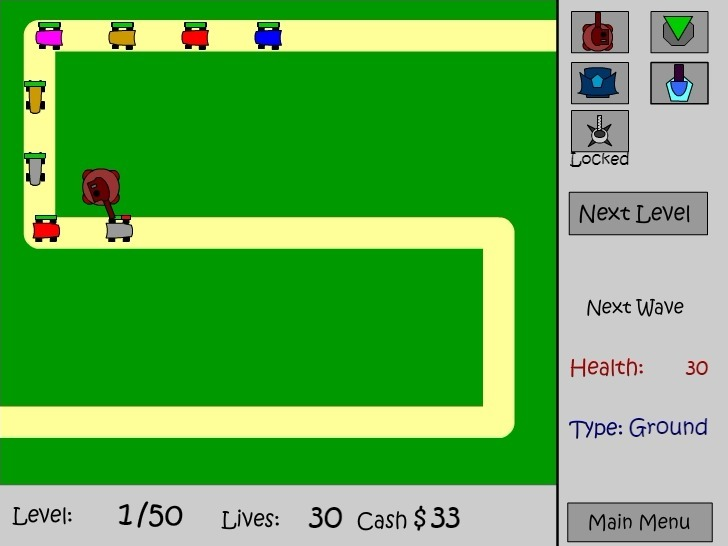 Locked
Next Level
Next Wave
Health: 30
Type: Ground
Level: 1/50 Lives: 30 Cash $33
Main Menu